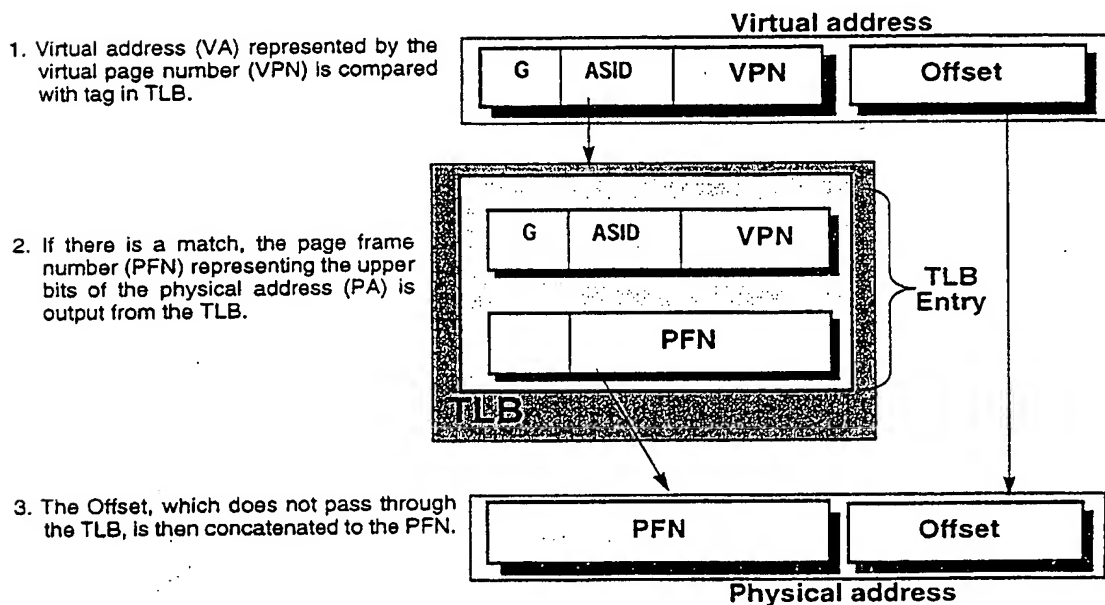 Virtual address
1. Virtual address (VA) represented by the
virtual page number (VPN) is compared
with tag in TLB.
G ASID VPN Offset
2. If there is a match, the page frame
number (PFN) representing the upper
bits of the physical address (PA) is
output from the TLB.
G ASID VPN
TLB
Entry
PFN
TLB
3. The Offset, which does not pass through
the TLB, is then concatenated to the PFN.
PFN Offset
Physical address